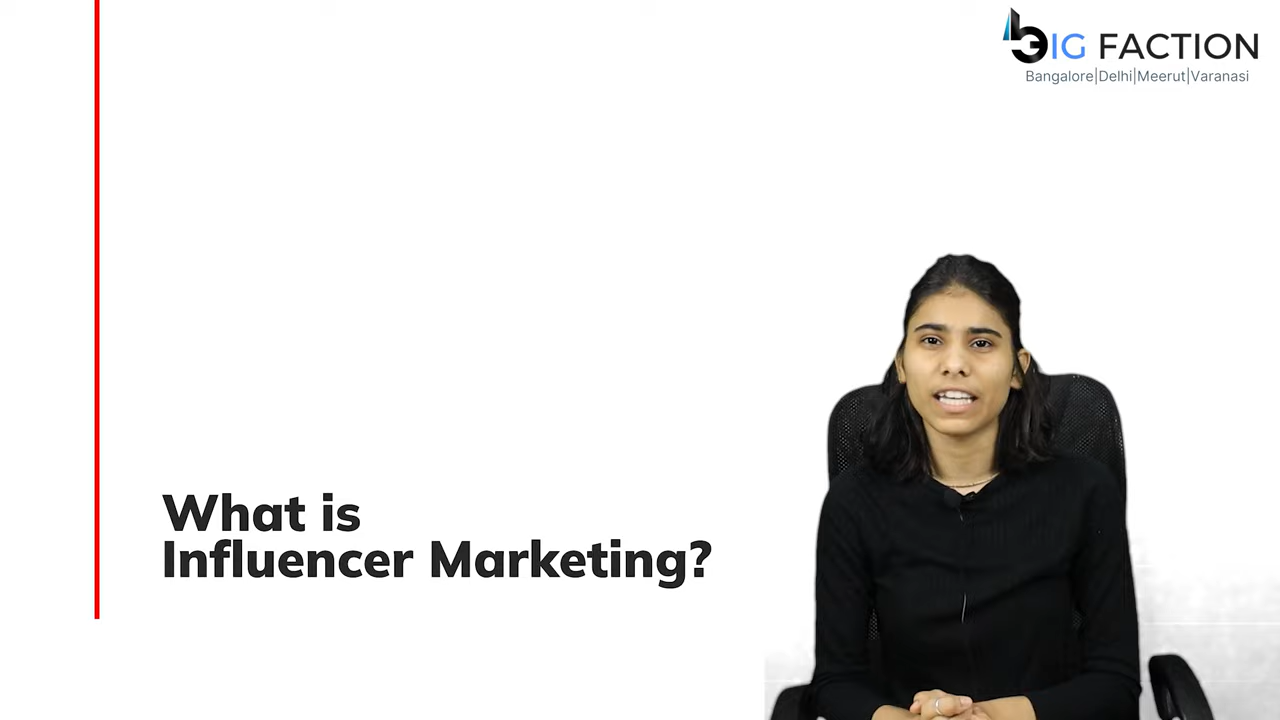 BIG FACTION
Bangalore|Delhi|Meerut|Varanasi
What is
Influencer Marketing?